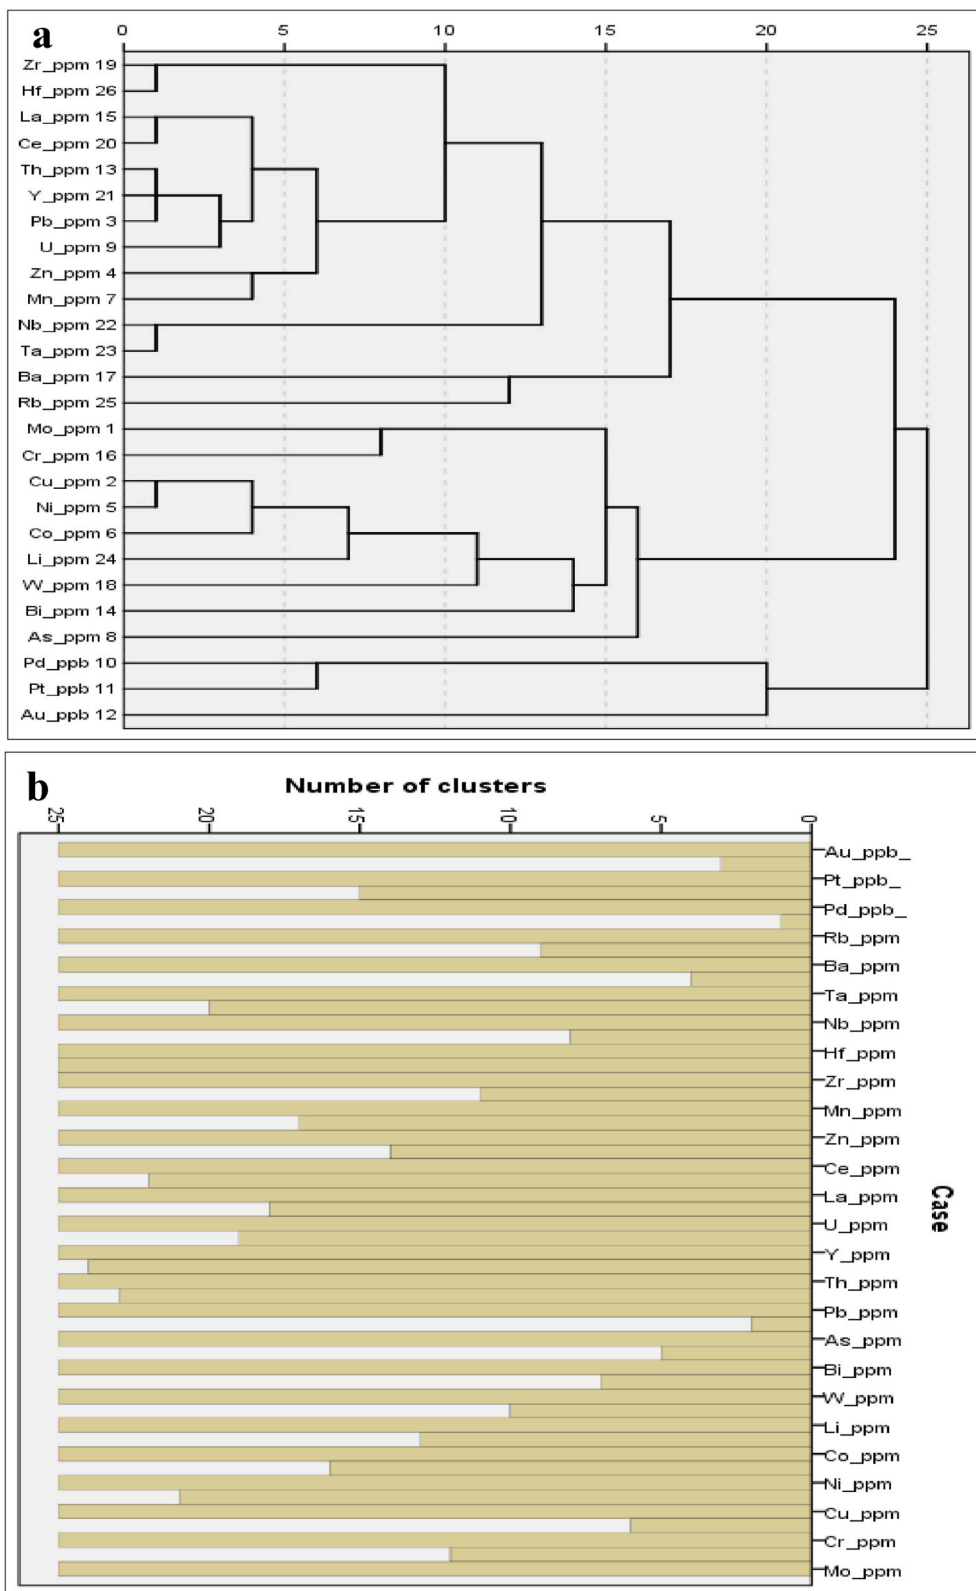 a
0 5 10 15 20 25
Zr_ppm 19
Hf_ppm 26
La_ppm 15
Ce_ppm 20
Th_ppm 13
Y_ppm 21
Pb_ppm 3
U_ppm 9
Zn_ppm 4
Mn_ppm 7
Nb_ppm 22
Ta_ppm 23
Ba_ppm 17
Rb_ppm 25
Mo_ppm 1
Cr_ppm 16
Cu_ppm 2
Ni_ppm 5
Co_ppm 6
Li_ppm 24
W_ppm 18
Bi_ppm 14
As_ppm 8
Pd_ppb 10
Pt_ppb 11
Au_ppb 12
b
Number of clusters
25 20 15 10 5 0
Au_ppb_
Pt_ppb_
Pd_ppb_
Rb_ppm
Ba_ppm
Ta_ppm
Nb_ppm
Hf_ppm
Zr_ppm
Mn_ppm
Zn_ppm
Ce_ppm
La_ppm
U_ppm
Y_ppm
Th_ppm
Pb_ppm
As_ppm
Bi_ppm
W_ppm
Li_ppm
Co_ppm
Ni_ppm
Cu_ppm
Cr_ppm
Mo_ppm
Case